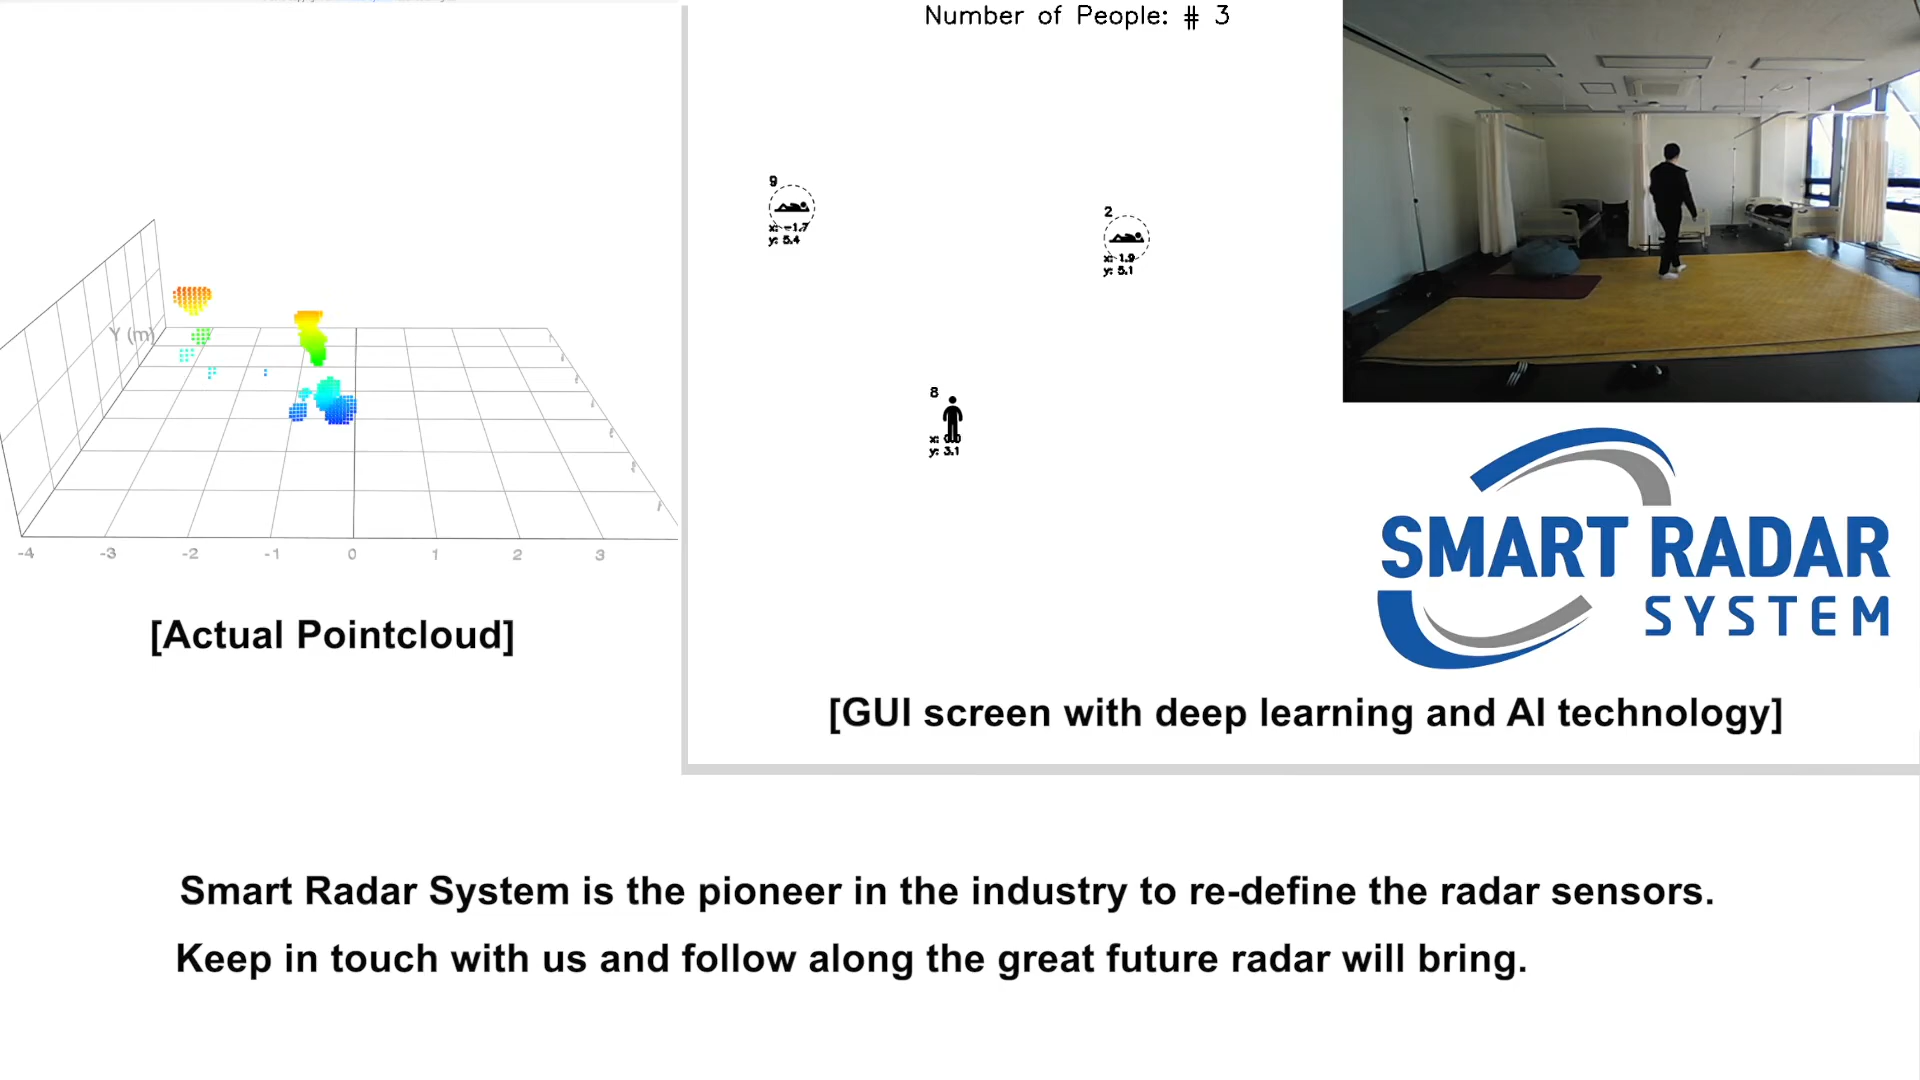 Number of People: # 3
9
x: -1.7
y: 5.4
2
x: 1.9
y: 5.1
8
x: 0.0
y: 3.1
Y (m)
-4 -3 -2 -1 0 1 2 3
[Actual Pointcloud]
SMART RADAR
SYSTEM
[GUI screen with deep learning and AI technology]
Smart Radar System is the pioneer in the industry to re-define the radar sensors.
Keep in touch with us and follow along the great future radar will bring.